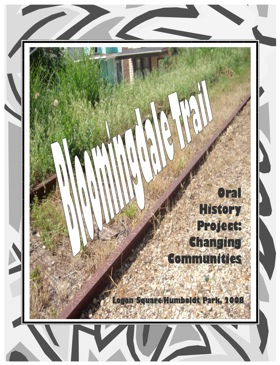 Bloomingdale Trail
Oral
History
Project:
Changing
Communities
Logan Square/Humboldt Park, 2008